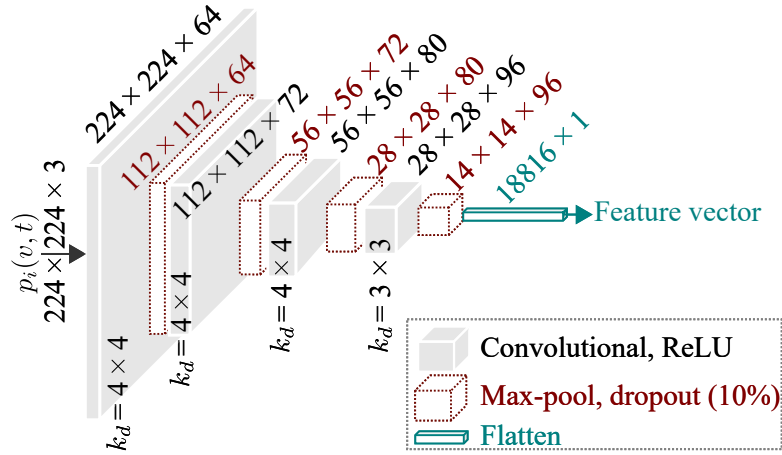 p_i(v, t)
224 × 224 × 3
224 × 224 × 64
k_d = 4 × 4
112 × 112 × 64
112 × 112 × 72
k_d = 4 × 4
56 × 56 × 72
56 × 56 × 80
k_d = 4 × 4
28 × 28 × 80
28 × 28 × 96
k_d = 3 × 3
14 × 14 × 96
18816 × 1
Feature vector
Convolutional, ReLU
Max-pool, dropout (10%)
Flatten